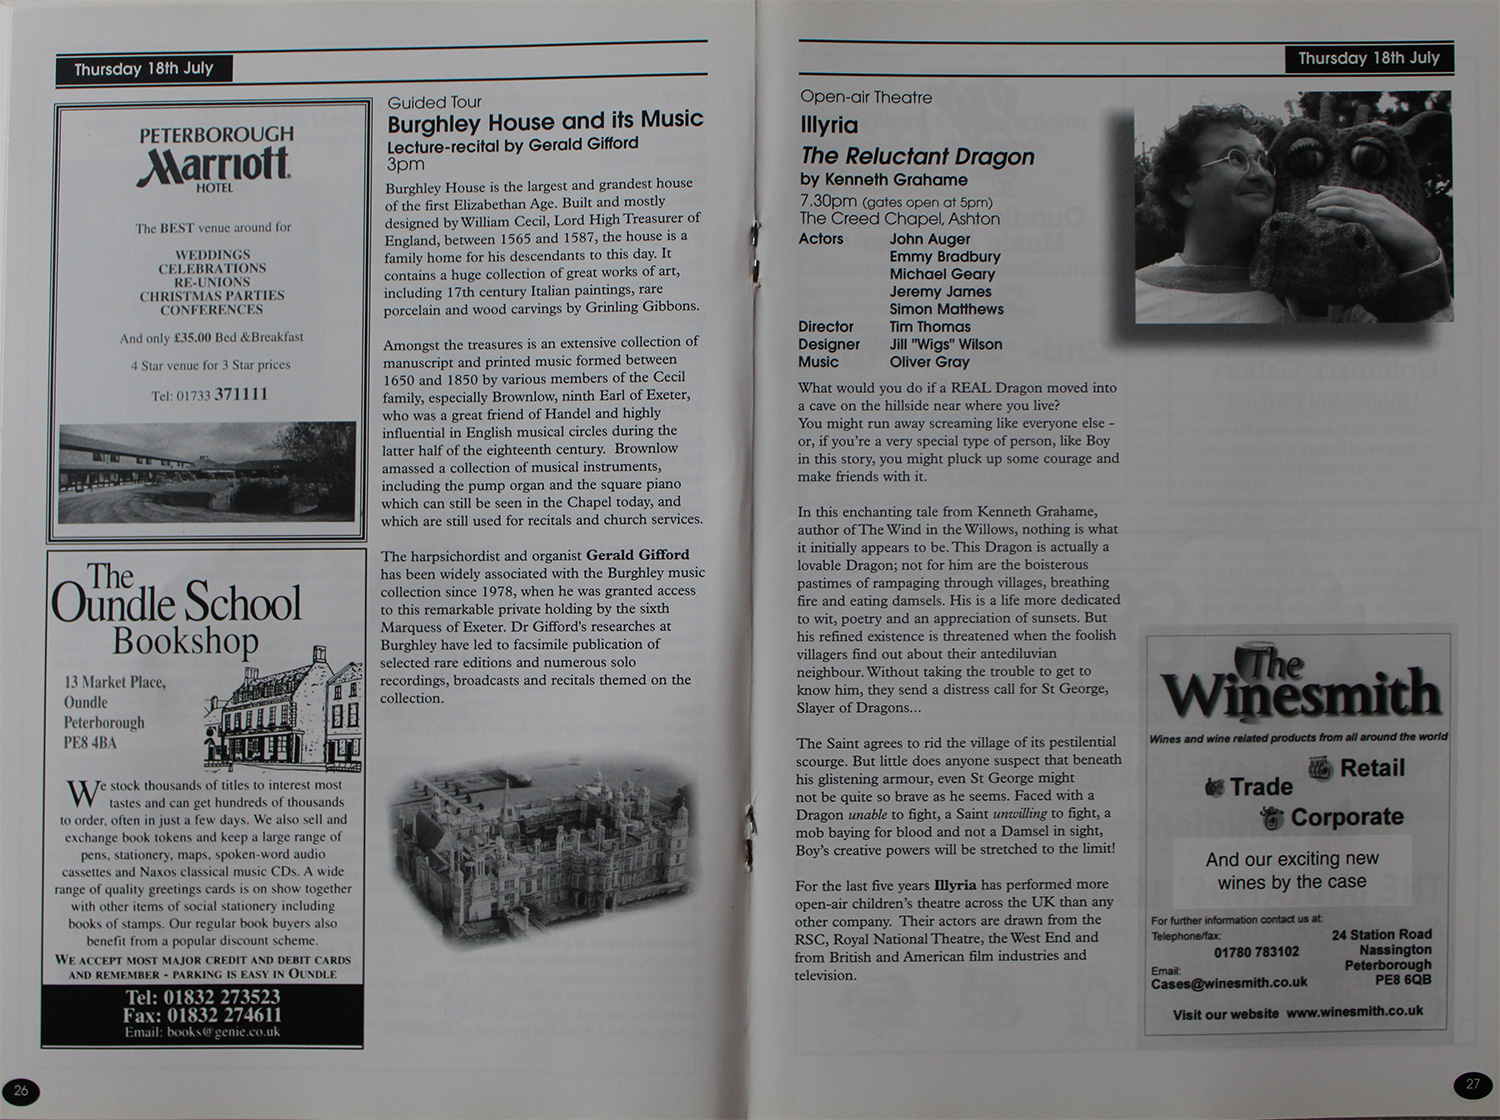 Thursday 18th July
PETERBOROUGH
Marriott
HOTEL
The BEST venue around for
WEDDINGS
CELEBRATIONS
RE-UNIONS
CHRISTMAS PARTIES
CONFERENCES
And only £35.00 Bed &Breakfast
4 Star venue for 3 Star prices
Tel: 01733 371111
The
Oundle School
Bookshop
13 Market Place,
Oundle
Peterborough
PE8 4BA
We stock thousands of titles to interest most
tastes and can get hundreds of thousands
to order, often in just a few days. We also sell and
exchange book tokens and keep a large range of
pens, stationery, maps, spoken-word audio
cassettes and Naxos classical music CDs. A wide
range of quality greetings cards is on show together
with other items of social stationery including
books of stamps. Our regular book buyers also
benefit from a popular discount scheme.
WE ACCEPT MOST MAJOR CREDIT AND DEBIT CARDS
AND REMEMBER - PARKING IS EASY IN OUNDLE
Tel: 01832 273523
Fax: 01832 274611
Email: books@genie.co.uk
26
Guided Tour
Burghley House and its Music
Lecture-recital by Gerald Gifford
3pm
Burghley House is the largest and grandest house
of the first Elizabethan Age. Built and mostly
designed by William Cecil, Lord High Treasurer of
England, between 1565 and 1587, the house is a
family home for his descendants to this day. It
contains a huge collection of great works of art,
including 17th century Italian paintings, rare
porcelain and wood carvings by Grinling Gibbons.
Amongst the treasures is an extensive collection of
manuscript and printed music formed between
1650 and 1850 by various members of the Cecil
family, especially Brownlow, ninth Earl of Exeter,
who was a great friend of Handel and highly
influential in English musical circles during the
latter half of the eighteenth century. Brownlow
amassed a collection of musical instruments,
including the pump organ and the square piano
which can still be seen in the Chapel today, and
which are still used for recitals and church services.
The harpsichordist and organist Gerald Gifford
has been widely associated with the Burghley music
collection since 1978, when he was granted access
to this remarkable private holding by the sixth
Marquess of Exeter. Dr Gifford's researches at
Burghley have led to facsimile publication of
selected rare editions and numerous solo
recordings, broadcasts and recitals themed on the
collection.
Thursday 18th July
Open-air Theatre
Illyria
The Reluctant Dragon
by Kenneth Grahame
7.30pm (gates open at 5pm)
The Creed Chapel, Ashton
Actors John Auger
Emmy Bradbury
Michael Geary
Jeremy James
Simon Matthews
Director Tim Thomas
Designer Jill "Wigs" Wilson
Music Oliver Gray
What would you do if a REAL Dragon moved into
a cave on the hillside near where you live?
You might run away screaming like everyone else -
or, if you're a very special type of person, like Boy
in this story, you might pluck up some courage and
make friends with it.
In this enchanting tale from Kenneth Grahame,
author of The Wind in the Willows, nothing is what
it initially appears to be. This Dragon is actually a
lovable Dragon; not for him are the boisterous
pastimes of rampaging through villages, breathing
fire and eating damsels. His is a life more dedicated
to wit, poetry and an appreciation of sunsets. But
his refined existence is threatened when the foolish
villagers find out about their antediluvian
neighbour. Without taking the trouble to get to
know him, they send a distress call for St George,
Slayer of Dragons...
The Saint agrees to rid the village of its pestilential
scourge. But little does anyone suspect that beneath
his glistening armour, even St George might
not be quite so brave as he seems. Faced with a
Dragon unable to fight, a Saint unwilling to fight, a
mob baying for blood and not a Damsel in sight,
Boy's creative powers will be stretched to the limit!
For the last five years Illyria has performed more
open-air children's theatre across the UK than any
other company. Their actors are drawn from the
RSC, Royal National Theatre, the West End and
from British and American film industries and
television.
The
Winesmith
Wines and wine related products from all around the world
Retail
Trade
Corporate
And our exciting new
wines by the case
For further information contact us at:
Telephone/fax:
01780 783102
Email:
Cases@winesmith.co.uk
24 Station Road
Nassington
Peterborough
PE8 6QB
Visit our website www.winesmith.co.uk
27